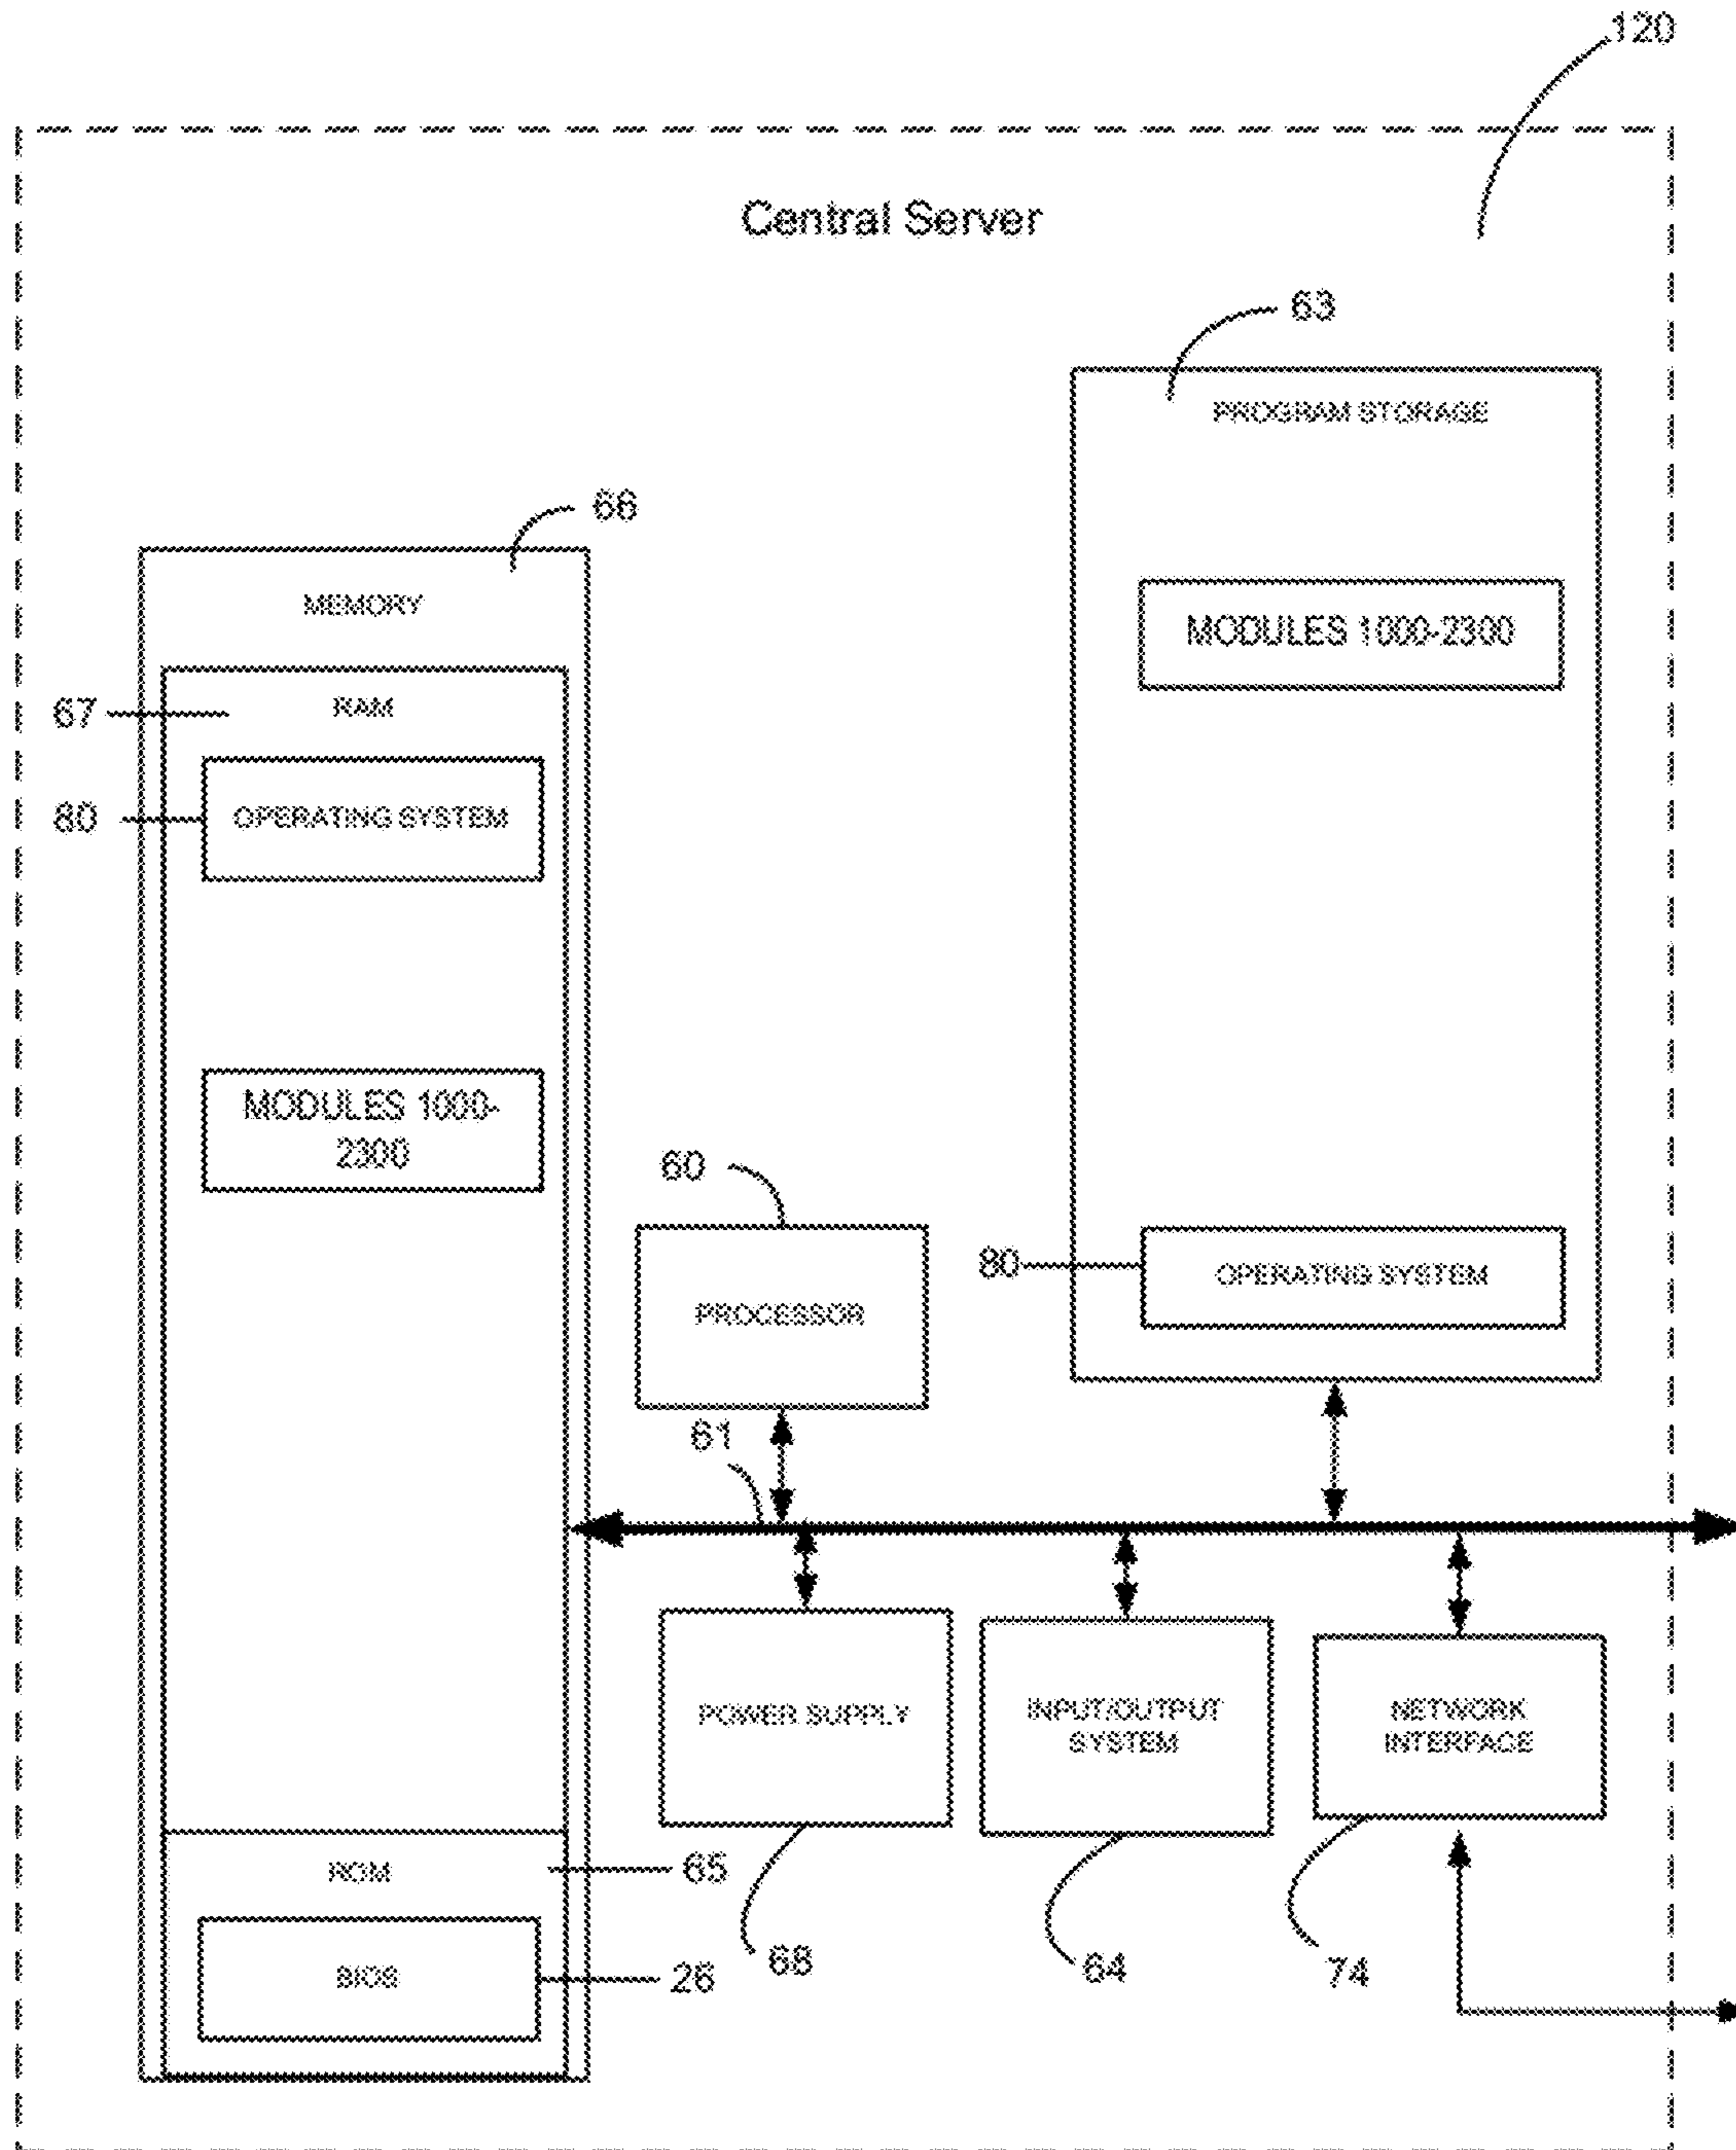 120
Central Server
63
PROGRAM STORAGE
66
MEMORY
MODULES 1000-2300
67
RAM
80
OPERATING SYSTEM
MODULES 1000-
2300
60
PROCESSOR
80
OPERATING SYSTEM
61
POWER SUPPLY
INPUT/OUTPUT
SYSTEM
NETWORK
INTERFACE
ROM
65
68
64
74
BIOS
26